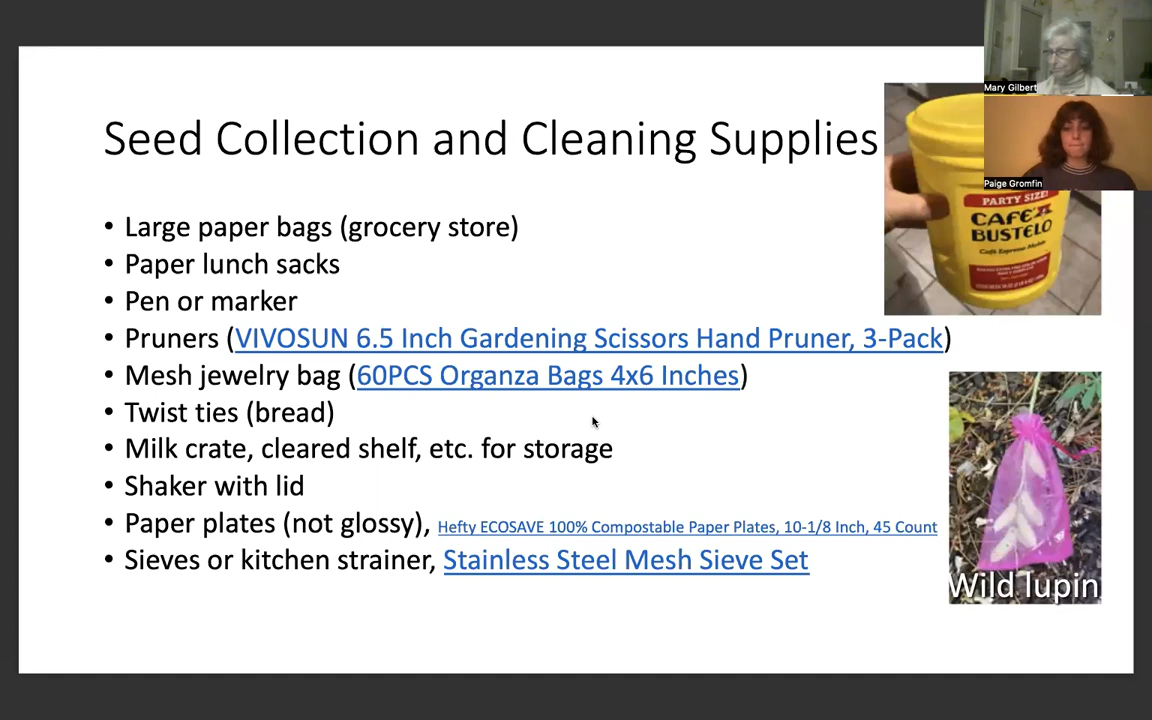 Mary Gilbert
Paige Gromfin
Seed Collection and Cleaning Supplies
• Large paper bags (grocery store)
• Paper lunch sacks
• Pen or marker
• Pruners (VIVOSUN 6.5 Inch Gardening Scissors Hand Pruner, 3-Pack)
• Mesh jewelry bag (60PCS Organza Bags 4x6 Inches)
• Twist ties (bread)
• Milk crate, cleared shelf, etc. for storage
• Shaker with lid
• Paper plates (not glossy), Hefty ECOSAVE 100% Compostable Paper Plates, 10-1/8 Inch, 45 Count
• Sieves or kitchen strainer, Stainless Steel Mesh Sieve Set
PARTY SIZE!
CAFÉ
BUSTELO
Wild lupin